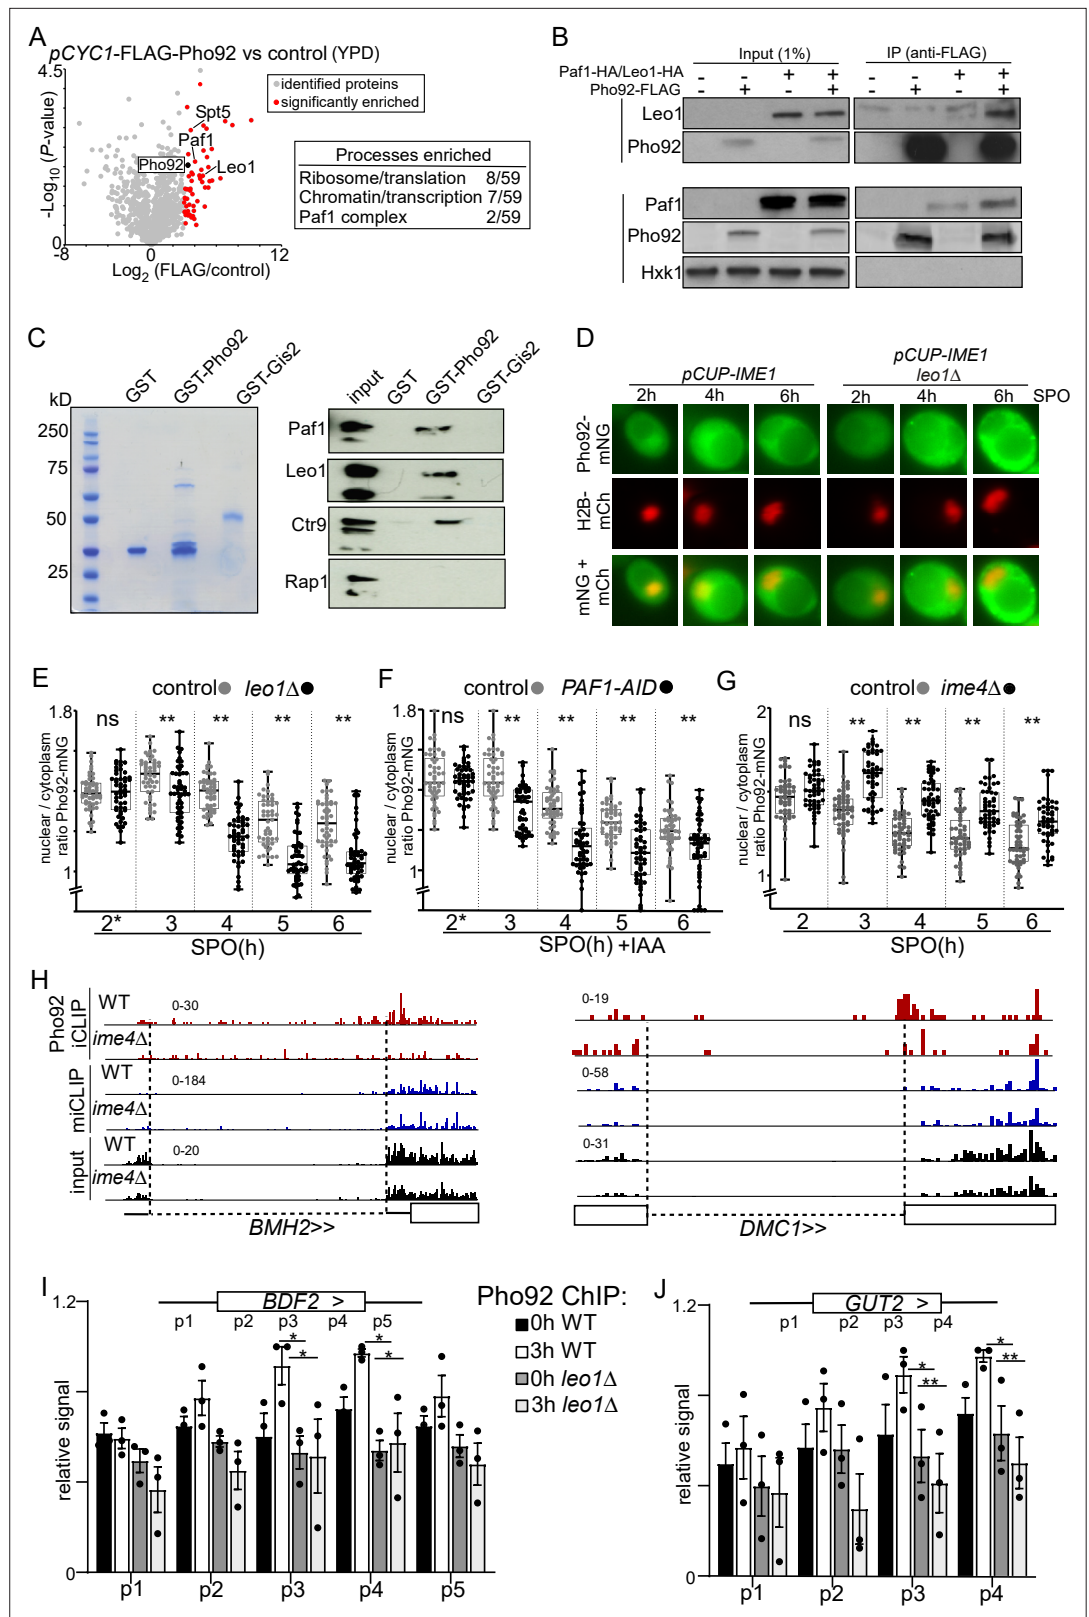 A
pCYC1-FLAG-Pho92 vs control (YPD)
4.5
identified proteins
significantly enriched
Spt5
Paf1
Pho92
Leo1
-Log10 (P-value)
0
-8 0 12
Log2 (FLAG/control)
Processes enriched
Ribosome/translation 8/59
Chromatin/transcription 7/59
Paf1 complex 2/59
B
Input (1%) IP (anti-FLAG)
Paf1-HA/Leo1-HA - - + + - - + +
Pho92-FLAG - + - + - + - +
Leo1
Pho92
Paf1
Pho92
Hxk1
C
GST GST-Pho92 GST-Gis2
kD
250
75
50
25
input GST GST-Pho92 GST-Gis2
Paf1
Leo1
Ctr9
Rap1
D
pCUP-IME1 pCUP-IME1
leo1Δ
2h 4h 6h 2h 4h 6h SPO
Pho92-mNG
H2B-mCh
mNG + mCh
E
control leo1Δ
1.8
ns ** ** ** **
nuclear / cytoplasm
ratio Pho92-mNG
1
2* 3 4 5 6
SPO(h)
F
control PAF1-AID
1.8
ns ** ** ** **
nuclear / cytoplasm
ratio Pho92-mNG
1
2* 3 4 5 6
SPO(h) +IAA
G
control ime4Δ
2
ns ** ** ** **
nuclear / cytoplasm
ratio Pho92-mNG
1
2 3 4 5 6
SPO(h)
H
Pho92
iCLIP
WT 0-30 0-19
ime4Δ
miCLIP
WT 0-184 0-58
ime4Δ
input
WT 0-20 0-31
ime4Δ
BMH2>> DMC1>>
I
1.2
BDF2 >
p1 p2 p3 p4 p5
* *
* *
relative signal
0
p1 p2 p3 p4 p5
Pho92 ChIP:
0h WT
3h WT
0h leo1Δ
3h leo1Δ
J
1.2
GUT2 >
p1 p2 p3 p4
* *
** **
relative signal
0
p1 p2 p3 p4